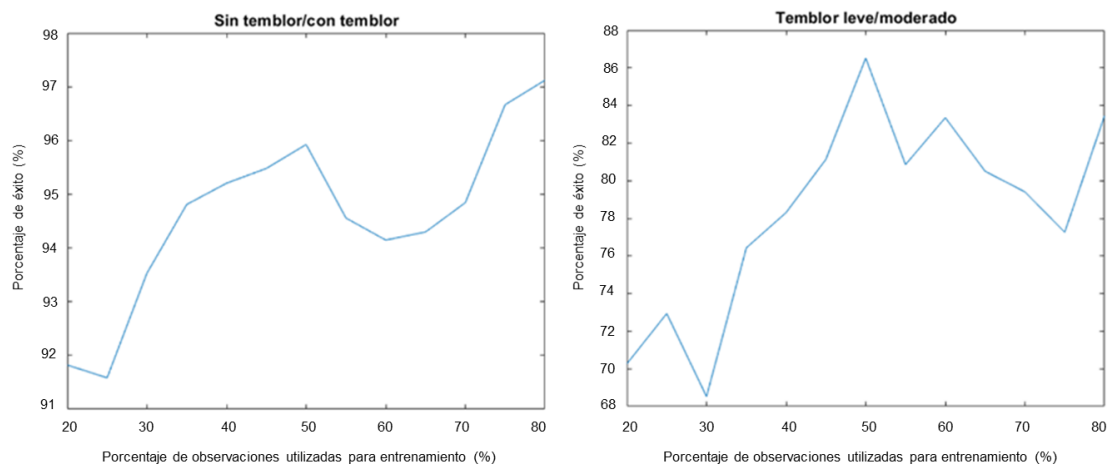 Sin temblor/con temblor
98
97
96
95
94
93
92
91
20 30 40 50 60 70 80
Porcentaje de éxito (%)
Porcentaje de observaciones utilizadas para entrenamiento (%)
Temblor leve/moderado
88
86
84
82
80
78
76
74
72
70
68
20 30 40 50 60 70 80
Porcentaje de éxito (%)
Porcentaje de observaciones utilizadas para entrenamiento (%)